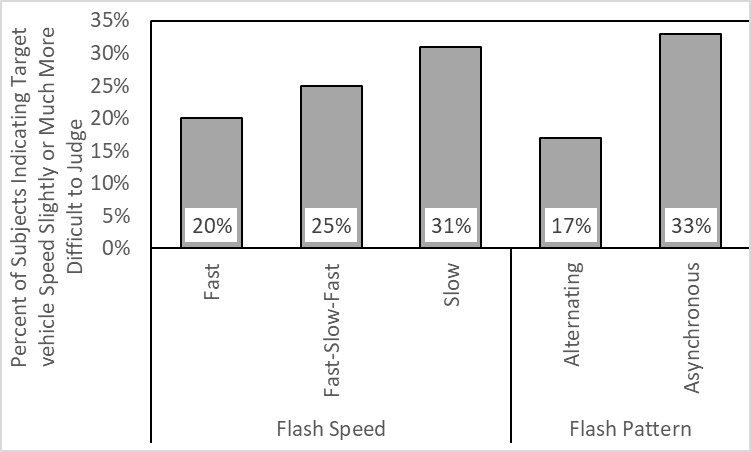 Percent of Subjects Indicating Target
vehicle Speed Slightly or Much More
Difficult to Judge
35%
30%
25%
20%
15%
10%
5%
0%
20%
25%
31%
17%
33%
Fast
Fast-Slow-Fast
Slow
Alternating
Asynchronous
Flash Speed
Flash Pattern